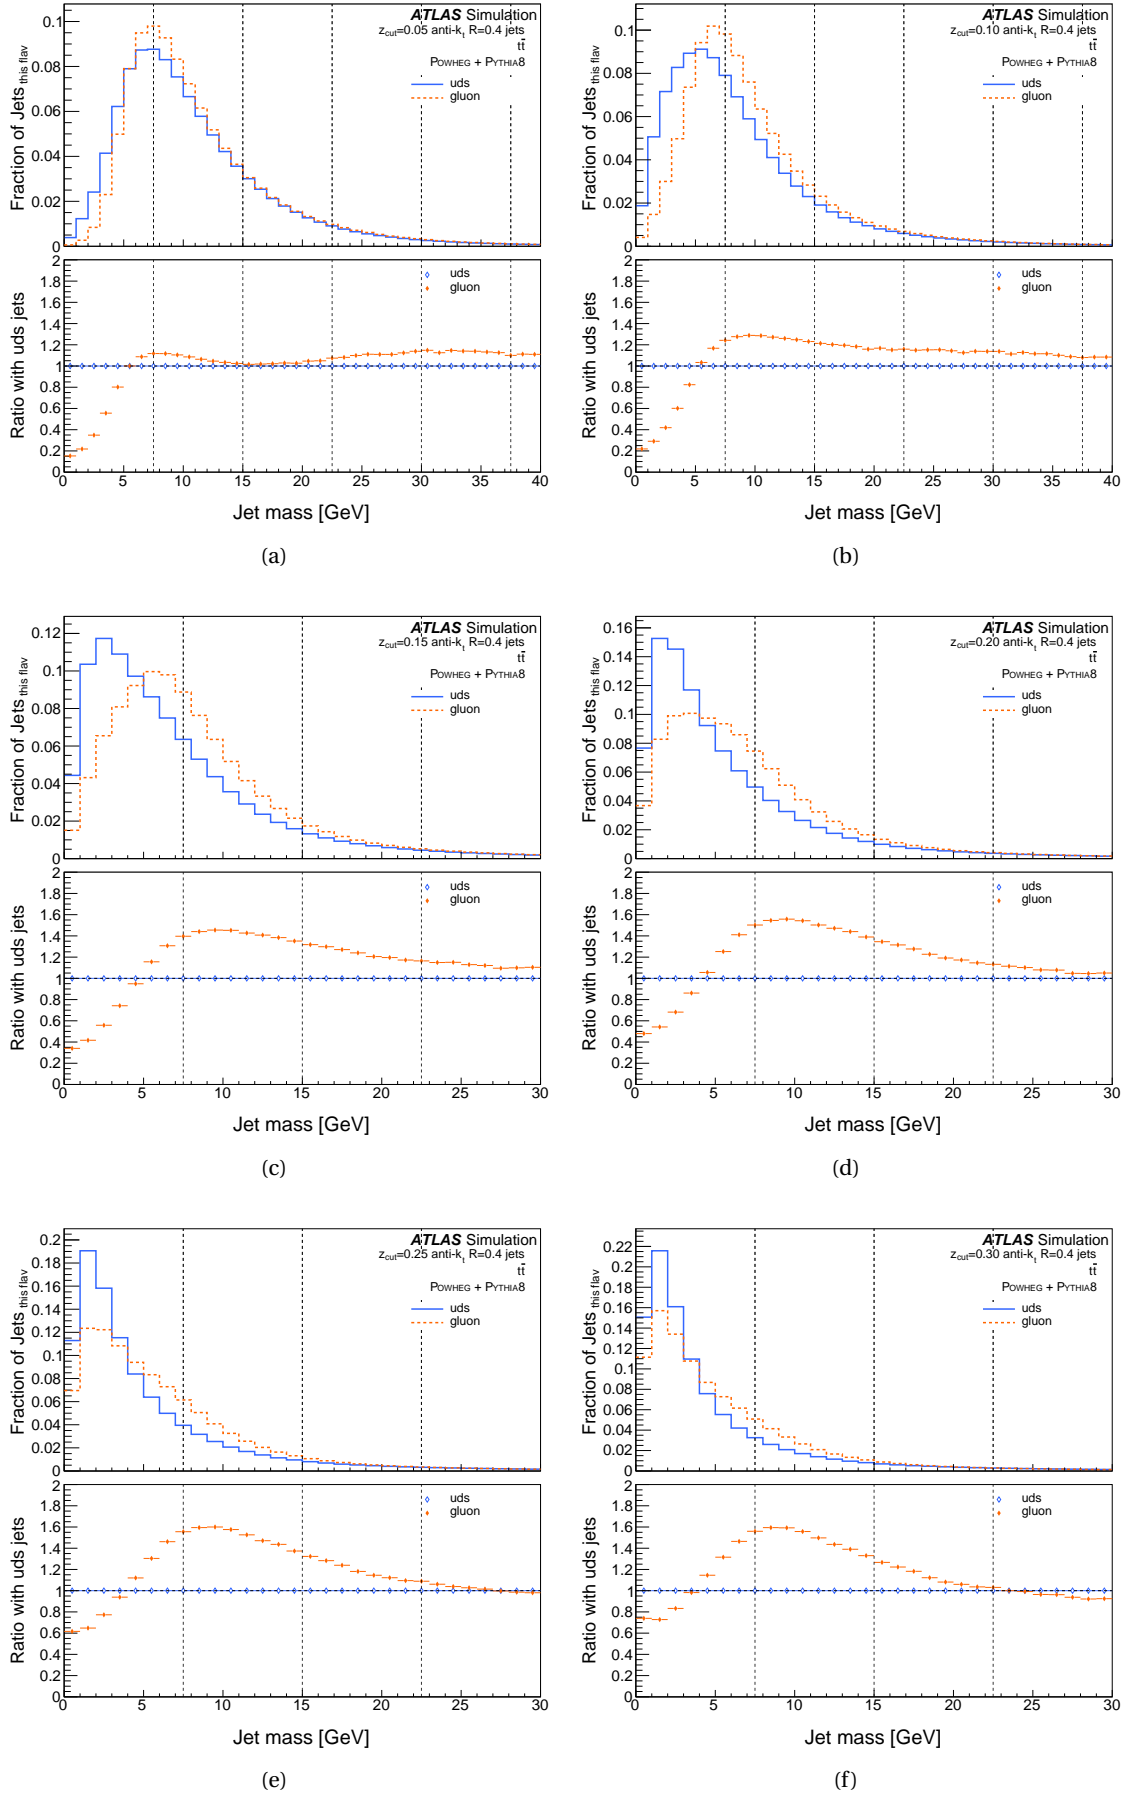 ATLAS Simulation
z_cut=0.05 anti-k_t R=0.4 jets
tt̄
POWHEG + PYTHIA8
uds
gluon
Fraction of Jets this flav
0.1
0.08
0.06
0.04
0.02
0
uds
gluon
Ratio with uds jets
2
1.8
1.6
1.4
1.2
1
0.8
0.6
0.4
0.2
0
0 5 10 15 20 25 30 35 40
Jet mass [GeV]
(a)
ATLAS Simulation
z_cut=0.10 anti-k_t R=0.4 jets
tt̄
POWHEG + PYTHIA8
uds
gluon
Fraction of Jets this flav
0.1
0.08
0.06
0.04
0.02
0
uds
gluon
Ratio with uds jets
2
1.8
1.6
1.4
1.2
1
0.8
0.6
0.4
0.2
0
0 5 10 15 20 25 30 35 40
Jet mass [GeV]
(b)
ATLAS Simulation
z_cut=0.15 anti-k_t R=0.4 jets
tt̄
POWHEG + PYTHIA8
uds
gluon
Fraction of Jets this flav
0.12
0.1
0.08
0.06
0.04
0.02
0
uds
gluon
Ratio with uds jets
2
1.8
1.6
1.4
1.2
1
0.8
0.6
0.4
0.2
0
0 5 10 15 20 25 30
Jet mass [GeV]
(c)
ATLAS Simulation
z_cut=0.20 anti-k_t R=0.4 jets
tt̄
POWHEG + PYTHIA8
uds
gluon
Fraction of Jets this flav
0.16
0.14
0.12
0.1
0.08
0.06
0.04
0.02
0
uds
gluon
Ratio with uds jets
2
1.8
1.6
1.4
1.2
1
0.8
0.6
0.4
0.2
0
0 5 10 15 20 25 30
Jet mass [GeV]
(d)
ATLAS Simulation
z_cut=0.25 anti-k_t R=0.4 jets
tt̄
POWHEG + PYTHIA8
uds
gluon
Fraction of Jets this flav
0.2
0.18
0.16
0.14
0.12
0.1
0.08
0.06
0.04
0.02
0
uds
gluon
Ratio with uds jets
2
1.8
1.6
1.4
1.2
1
0.8
0.6
0.4
0.2
0
0 5 10 15 20 25 30
Jet mass [GeV]
(e)
ATLAS Simulation
z_cut=0.30 anti-k_t R=0.4 jets
tt̄
POWHEG + PYTHIA8
uds
gluon
Fraction of Jets this flav
0.22
0.2
0.18
0.16
0.14
0.12
0.1
0.08
0.06
0.04
0.02
0
uds
gluon
Ratio with uds jets
2
1.8
1.6
1.4
1.2
1
0.8
0.6
0.4
0.2
0
0 5 10 15 20 25 30
Jet mass [GeV]
(f)